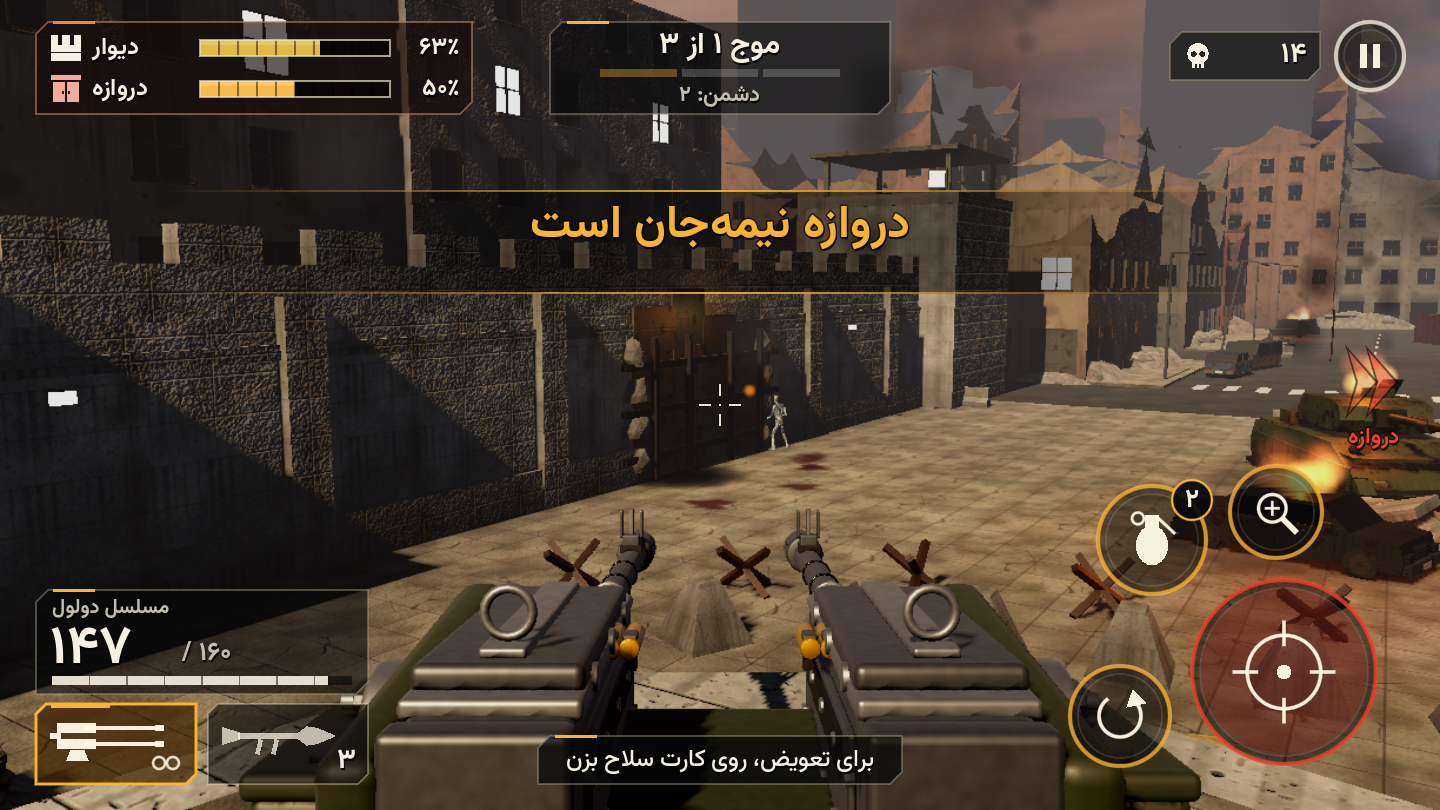 دیوار
۶۳٪
دروازه
۵۰٪
موج ۱ از ۳
دشمن: ۲
۱۴
دروازه نیمه‌جان است
دروازه
۲
مسلسل دولول
۱۴۷ / ۱۶۰
∞
۳
برای تعویض، روی کارت سلاح بزن